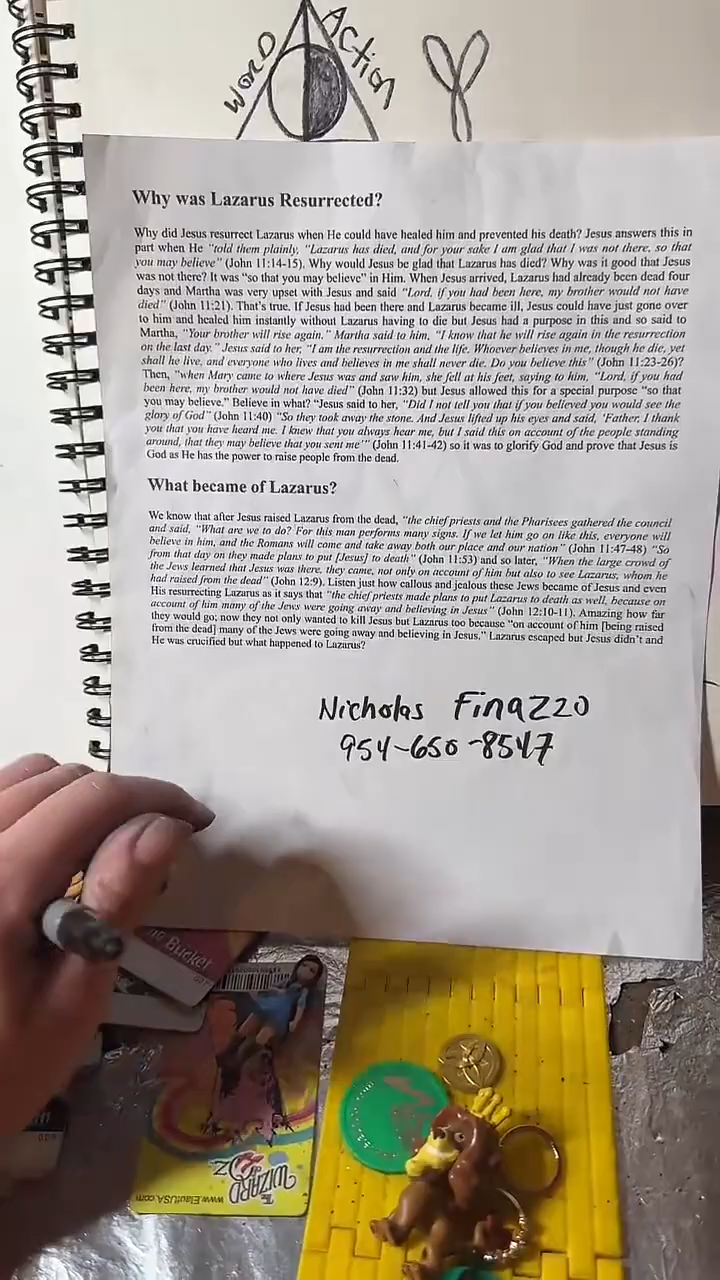 WORD ACTION
Why was Lazarus Resurrected?
Why did Jesus resurrect Lazarus when He could have healed him and prevented his death? Jesus answers this in
part when He "told them plainly, "Lazarus has died, and for your sake I am glad that I was not there, so that
you may believe" (John 11:14-15). Why would Jesus be glad that Lazarus has died? Why was it good that Jesus
was not there? It was "so that you may believe" in Him. When Jesus arrived, Lazarus had already been dead four
days and Martha was very upset with Jesus and said "Lord, if you had been here, my brother would not have
died" (John 11:21). That's true. If Jesus had been there and Lazarus became ill, Jesus could have just gone over
to him and healed him instantly without Lazarus having to die but Jesus had a purpose in this and so said to
Martha, "Your brother will rise again." Martha said to him, "I know that he will rise again in the resurrection
on the last day." Jesus said to her, "I am the resurrection and the life. Whoever believes in me, though he die, yet
shall he live, and everyone who lives and believes in me shall never die. Do you believe this" (John 11:23-26)?
Then, "when Mary came to where Jesus was and saw him, she fell at his feet, saying to him, "Lord, if you had
been here, my brother would not have died" (John 11:32) but Jesus allowed this for a special purpose "so that
you may believe." Believe in what? "Jesus said to her, "Did I not tell you that if you believed you would see the
glory of God" (John 11:40) "So they took away the stone. And Jesus lifted up his eyes and said, 'Father, I thank
you that you have heard me. I knew that you always hear me, but I said this on account of the people standing
around, that they may believe that you sent me'" (John 11:41-42) so it was to glorify God and prove that Jesus is
God as He has the power to raise people from the dead.
What became of Lazarus?
We know that after Jesus raised Lazarus from the dead, "the chief priests and the Pharisees gathered the council
and said, "What are we to do? For this man performs many signs. If we let him go on like this, everyone will
believe in him, and the Romans will come and take away both our place and our nation" (John 11:47-48) "So
from that day on they made plans to put [Jesus] to death" (John 11:53) and so later, "When the large crowd of
the Jews learned that Jesus was there, they came, not only on account of him but also to see Lazarus, whom he
had raised from the dead" (John 12:9). Listen just how callous and jealous these Jews became of Jesus and even
His resurrecting Lazarus as it says that "the chief priests made plans to put Lazarus to death as well, because on
account of him many of the Jews were going away and believing in Jesus" (John 12:10-11). Amazing how far
they would go; now they not only wanted to kill Jesus but Lazarus too because "on account of him [being raised
from the dead] many of the Jews were going away and believing in Jesus." Lazarus escaped but Jesus didn't and
He was crucified but what happened to Lazarus?
Nicholas Finazzo
954-650-8547
Bucket
The WIZARD OF OZ
www.ElautUSA.com